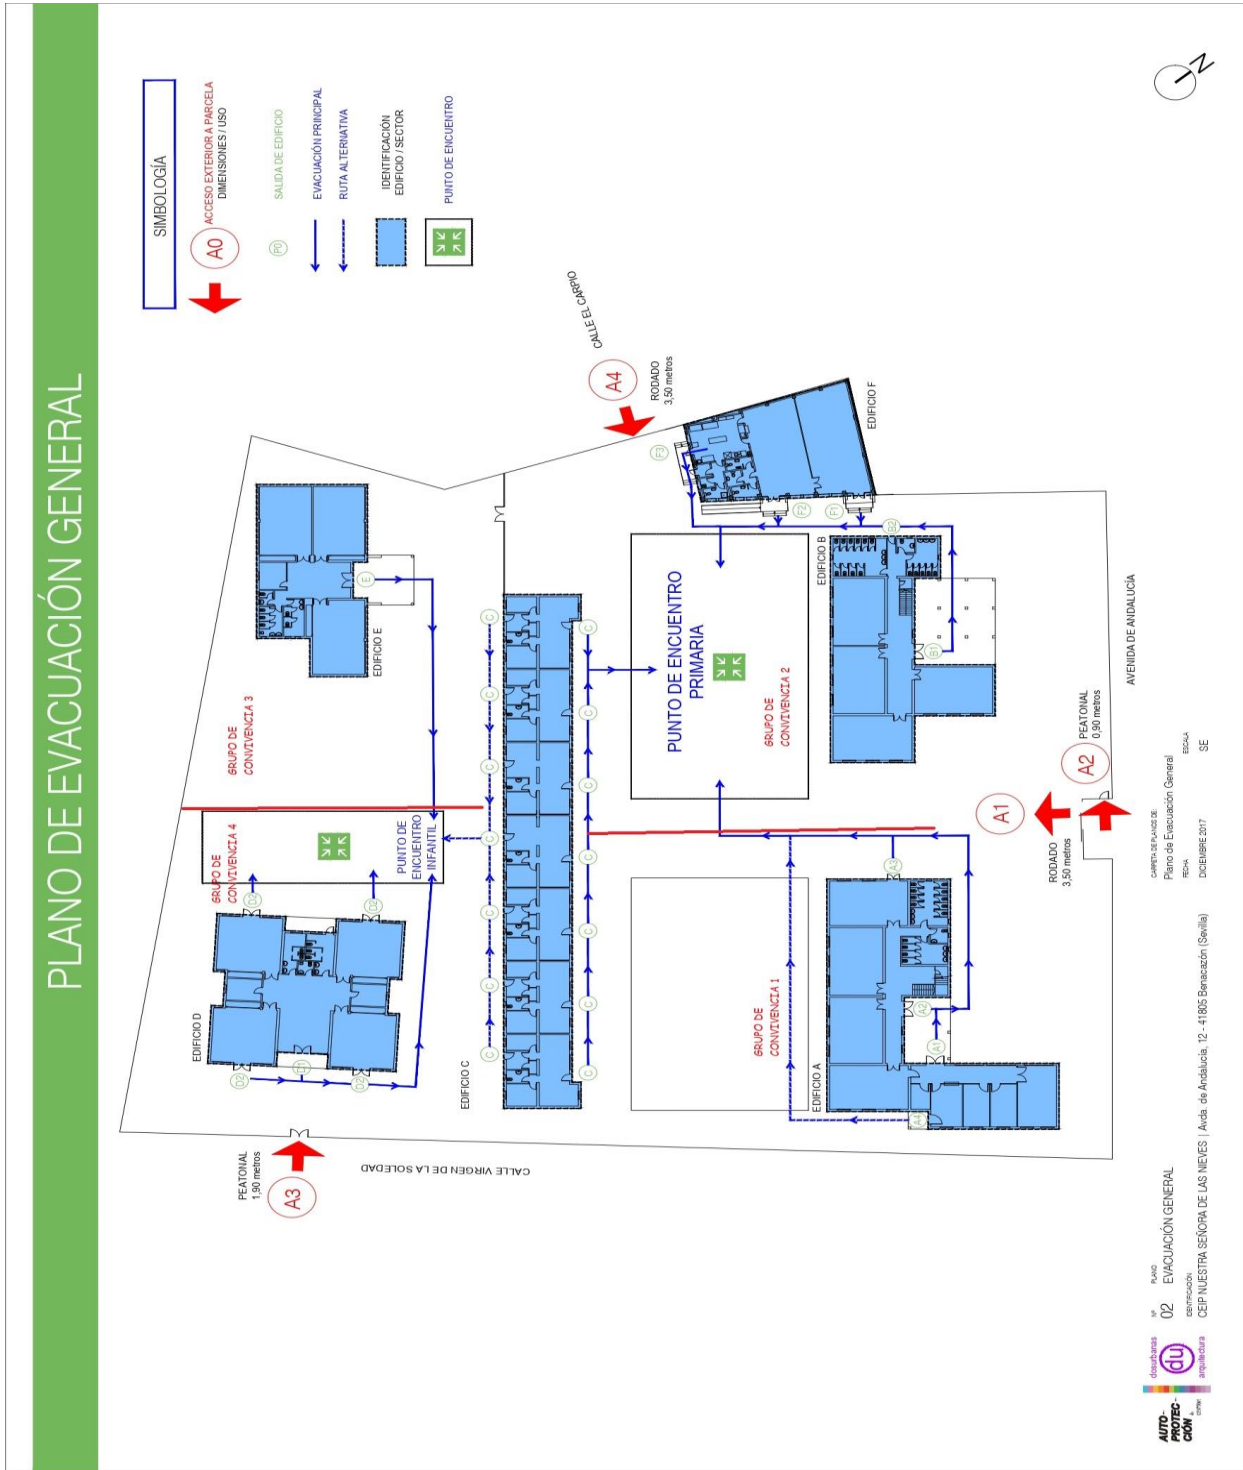 PLANO DE EVACUACIÓN GENERAL
SIMBOLOGÍA
A0
ACCESO EXTERIOR A PARCELA
DIMENSIONES / USO
SALIDA DE EDIFICIO
EVACUACIÓN PRINCIPAL
RUTA ALTERNATIVA
IDENTIFICACIÓN
EDIFICIO / SECTOR
PUNTO DE ENCUENTRO
N
CALLE EL CARPIO
A4
RODADO
3,50 metros
EDIFICIO F
F3
F2
F1
EDIFICIO E
E
GRUPO DE
CONVIVENCIA 3
GRUPO DE
CONVIVENCIA 4
PUNTO DE
ENCUENTRO
INFANTIL
EDIFICIO D
D2
D2
D2
D1
D2
EDIFICIO C
C
C
C
C
C
C
C
C
C
C
C
C
C
C
PUNTO DE ENCUENTRO
PRIMARIA
GRUPO DE
CONVIVENCIA 2
EDIFICIO B
B2
B1
GRUPO DE
CONVIVENCIA 1
EDIFICIO A
A3
A2
A1
A4
AVENIDA DE ANDALUCÍA
A2
PEATONAL
0,90 metros
A1
RODADO
3,50 metros
PEATONAL
1,90 metros
A3
CALLE VIRGEN DE LA SOLEDAD
AUTO-
PROTEC-
CIÓN
dosurbanas
du
arquitectura
Nº
02
PLANO
EVACUACIÓN GENERAL
IDENTIFICACIÓN
CEIP NUESTRA SEÑORA DE LAS NIEVES | Avda. de Andalucía, 12 - 41805 Benacazón (Sevilla)
CARPETA DE PLANOS DE:
Plano de Evacuación General
FECHA
DICIEMBRE 2017
ESCALA
SE